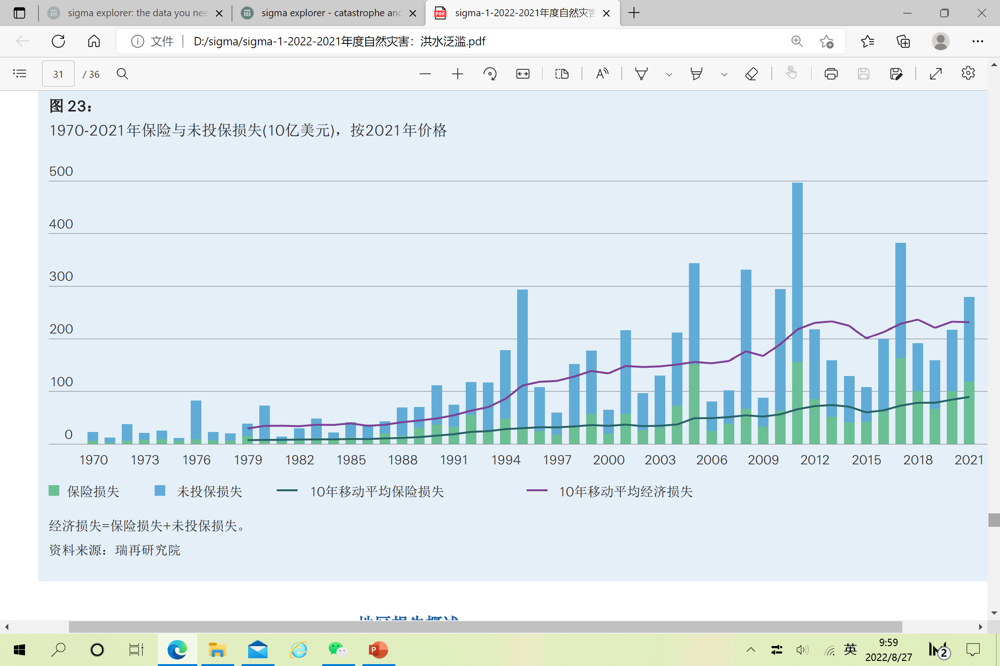 sigma explorer: the data you nee
sigma explorer - catastrophe and
sigma-1-2022-2021年度自然灾害
文件
D:/sigma/sigma-1-2022-2021年度自然灾害：洪水泛滥.pdf
31 / 36
图 23：
1970-2021年保险与未投保损失(10亿美元)，按2021年价格
500
400
300
200
100
0
1970 1973 1976 1979 1982 1985 1988 1991 1994 1997 2000 2003 2006 2009 2012 2015 2018 2021
保险损失 未投保损失 10年移动平均保险损失 10年移动平均经济损失
经济损失=保险损失+未投保损失。
资料来源：瑞再研究院
地区损失概述
英
9:59
2022/8/27
2